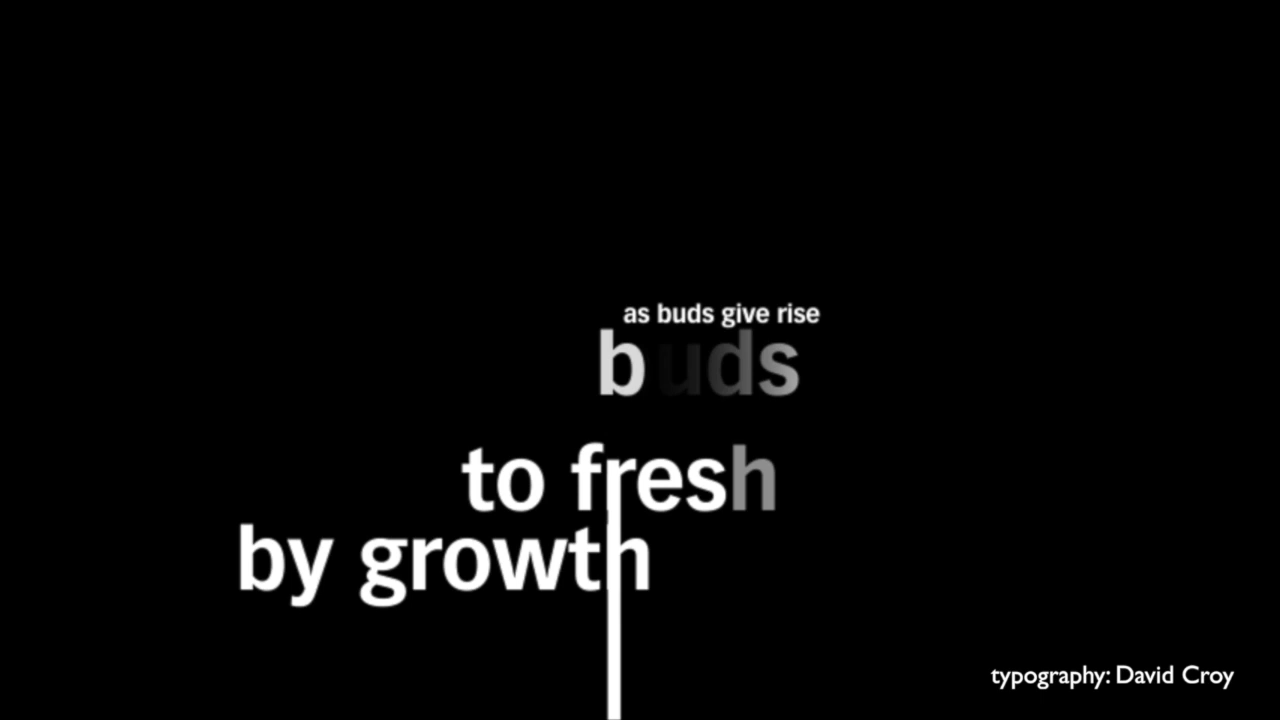 as buds give rise
buds
to fresh
by growth
typography: David Croy